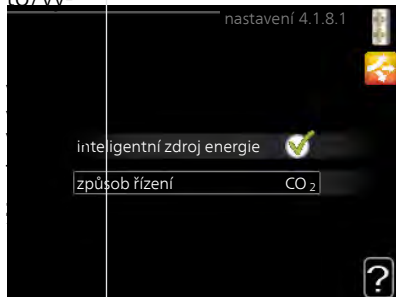 nastavení 4.1.8.1
inteligentní zdroj energie
způsob řízení CO₂
?